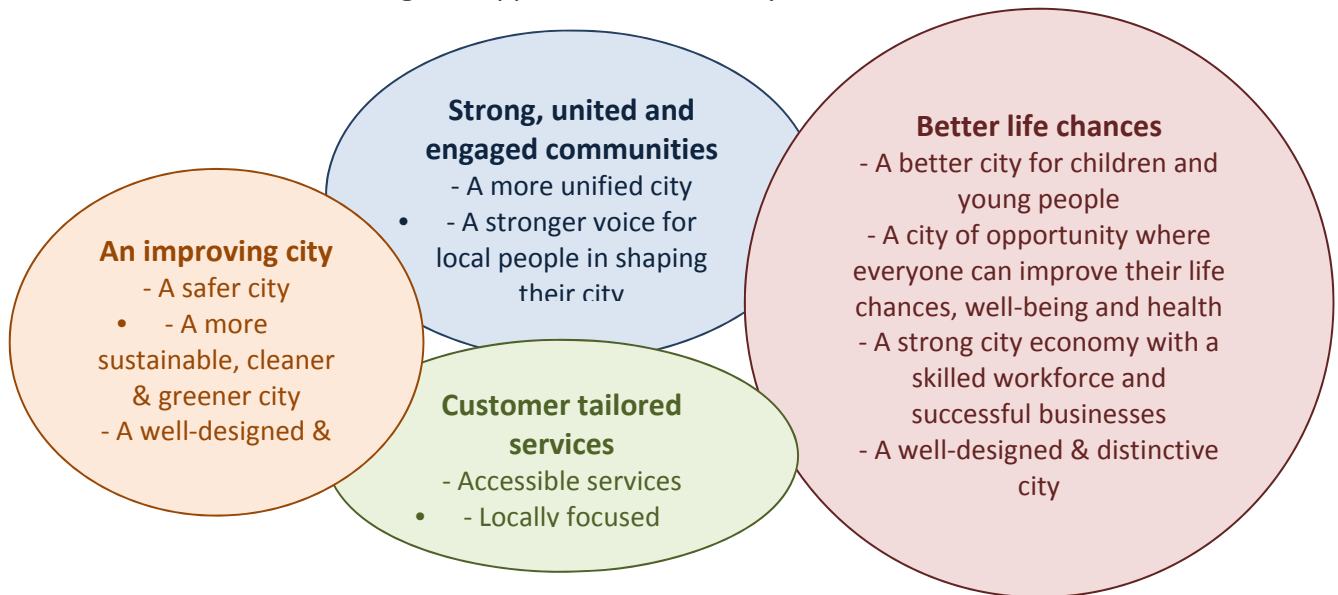 Strong, united and
engaged communities
- A more unified city
• - A stronger voice for
local people in shaping
their city
Better life chances
- A better city for children and
young people
- A city of opportunity where
everyone can improve their life
chances, well-being and health
- A strong city economy with a
skilled workforce and
successful businesses
- A well-designed & distinctive
city
An improving city
- A safer city
• - A more
sustainable, cleaner
& greener city
- A well-designed &
Customer tailored
services
- Accessible services
• - Locally focused